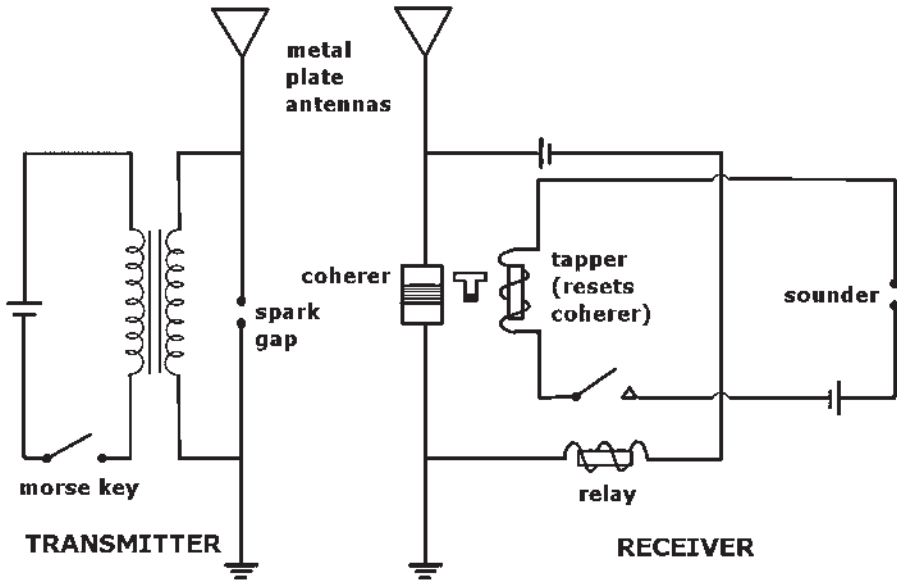 metal
plate
antennas
coherer
tapper
(resets
coherer)
sounder
spark
gap
morse key
relay
TRANSMITTER
RECEIVER